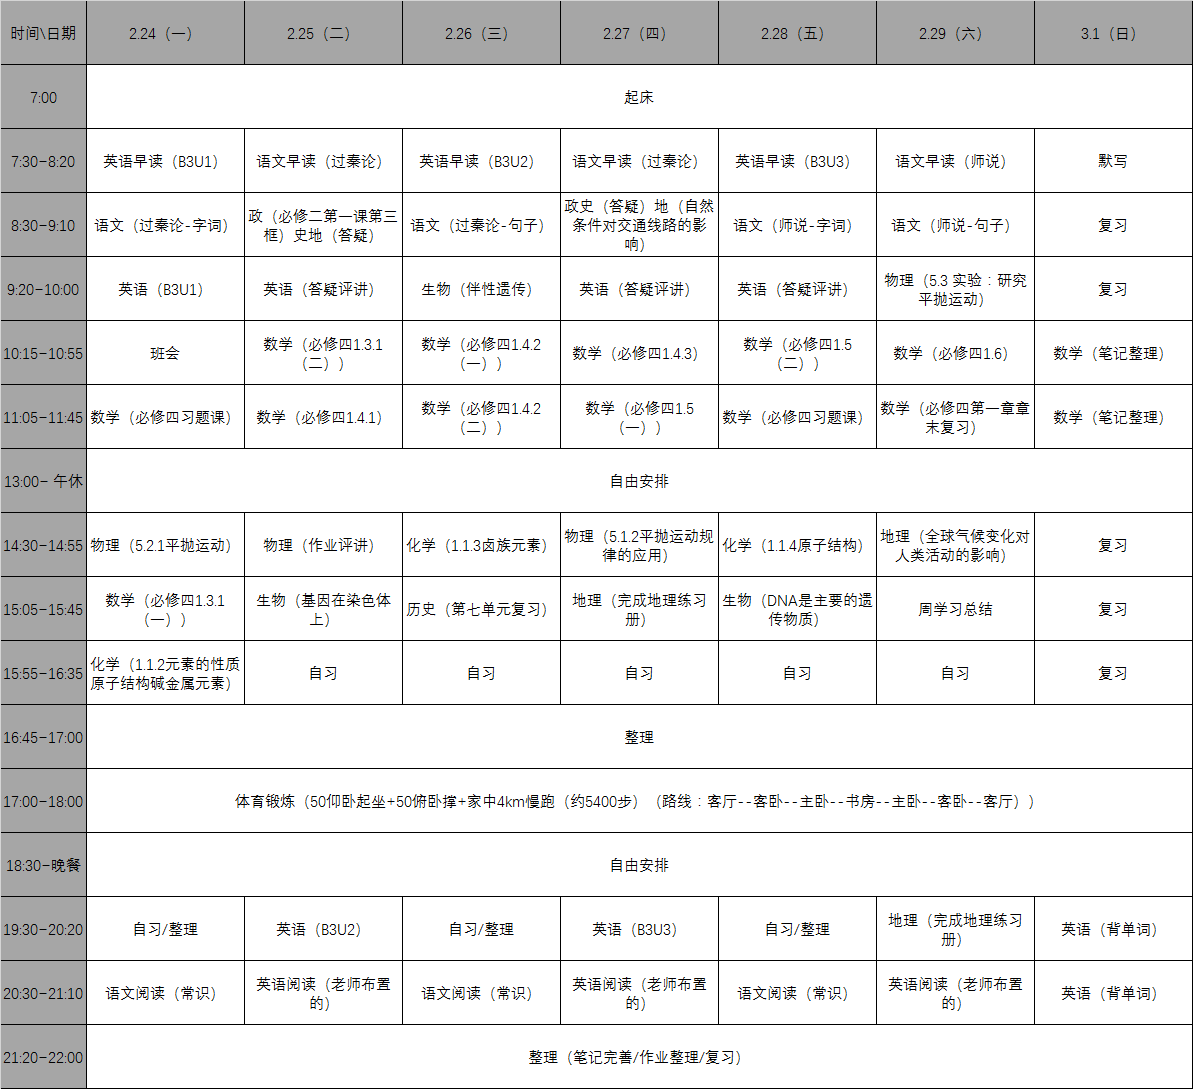 时间\日期 2.24（一） 2.25（二） 2.26（三） 2.27（四） 2.28（五） 2.29（六） 3.1（日）
7:00 起床
7:30-8:20 英语早读（B3U1） 语文早读（过秦论） 英语早读（B3U2） 语文早读（过秦论） 英语早读（B3U3） 语文早读（师说） 默写
8:30-9:10 语文（过秦论-字词） 政（必修二第一课第三框）史地（答疑） 语文（过秦论-句子） 政史（答疑）地（自然条件对交通线路的影响） 语文（师说-字词） 语文（师说-句子） 复习
9:20-10:00 英语（B3U1） 英语（答疑评讲） 生物（伴性遗传） 英语（答疑评讲） 英语（答疑评讲） 物理（5.3 实验：研究平抛运动） 复习
10:15-10:55 班会 数学（必修四1.3.1（二）） 数学（必修四1.4.2（一）） 数学（必修四1.4.3） 数学（必修四1.5（二）） 数学（必修四1.6） 数学（笔记整理）
11:05-11:45 数学（必修四习题课） 数学（必修四1.4.1） 数学（必修四1.4.2（二）） 数学（必修四1.5（一）） 数学（必修四习题课） 数学（必修四第一章章末复习） 数学（笔记整理）
13:00- 午休 自由安排
14:30-14:55 物理（5.2.1平抛运动） 物理（作业评讲） 化学（1.1.3卤族元素） 物理（5.1.2平抛运动规律的应用） 化学（1.1.4原子结构） 地理（全球气候变化对人类活动的影响） 复习
15:05-15:45 数学（必修四1.3.1（一）） 生物（基因在染色体上） 历史（第七单元复习） 地理（完成地理练习册） 生物（DNA是主要的遗传物质） 周学习总结 复习
15:55-16:35 化学（1.1.2元素的性质原子结构碱金属元素） 自习 自习 自习 自习 自习 复习
16:45-17:00 整理
17:00-18:00 体育锻炼（50仰卧起坐+50俯卧撑+家中4km慢跑（约5400步）（路线：客厅--客卧--主卧--书房--主卧--客卧--客厅））
18:30-晚餐 自由安排
19:30-20:20 自习/整理 英语（B3U2） 自习/整理 英语（B3U3） 自习/整理 地理（完成地理练习册） 英语（背单词）
20:30-21:10 语文阅读（常识） 英语阅读（老师布置的） 语文阅读（常识） 英语阅读（老师布置的） 语文阅读（常识） 英语阅读（老师布置的） 英语（背单词）
21:20-22:00 整理（笔记完善/作业整理/复习）